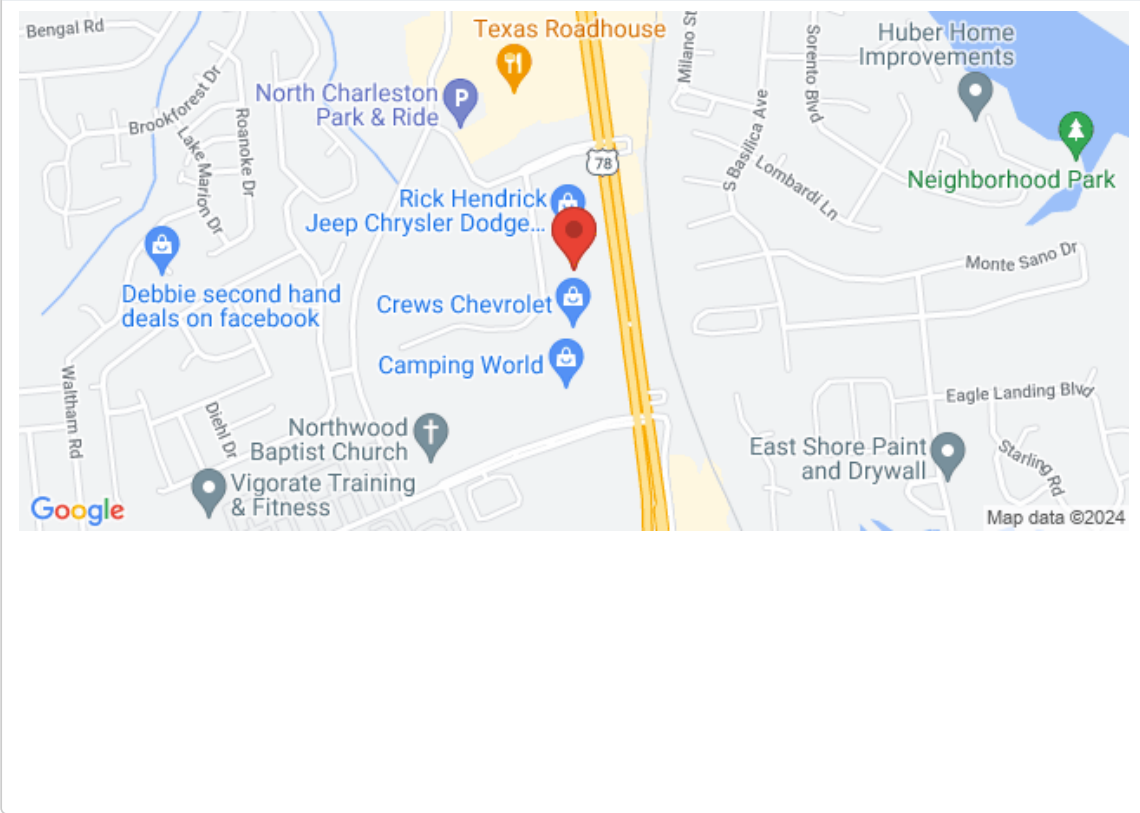 Bengal Rd
Texas Roadhouse
Milano St
Sorento Blvd
Huber Home
Improvements
Brookforest Dr
North Charleston
Park & Ride
P
Roanoke Dr
Lake Marion Dr
78
S Basilica Ave
Lombardi Ln
Neighborhood Park
Rick Hendrick
Jeep Chrysler Dodge...
Monte Sano Dr
Debbie second hand
deals on facebook
Crews Chevrolet
Camping World
Waltham Rd
Diehl Dr
Eagle Landing Blvd
Northwood
Baptist Church
East Shore Paint
and Drywall
Starling Rd
Vigorate Training
& Fitness
Google
Map data ©2024